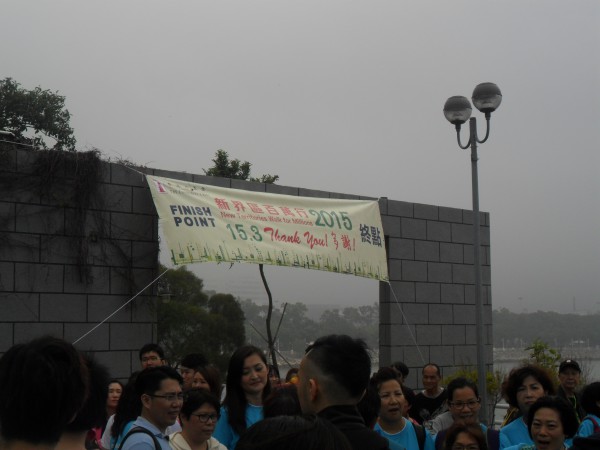 新界區百萬行
New Territories Walk for Millions
2015
FINISH
POINT
15.3 Thank You! 多謝!
終點